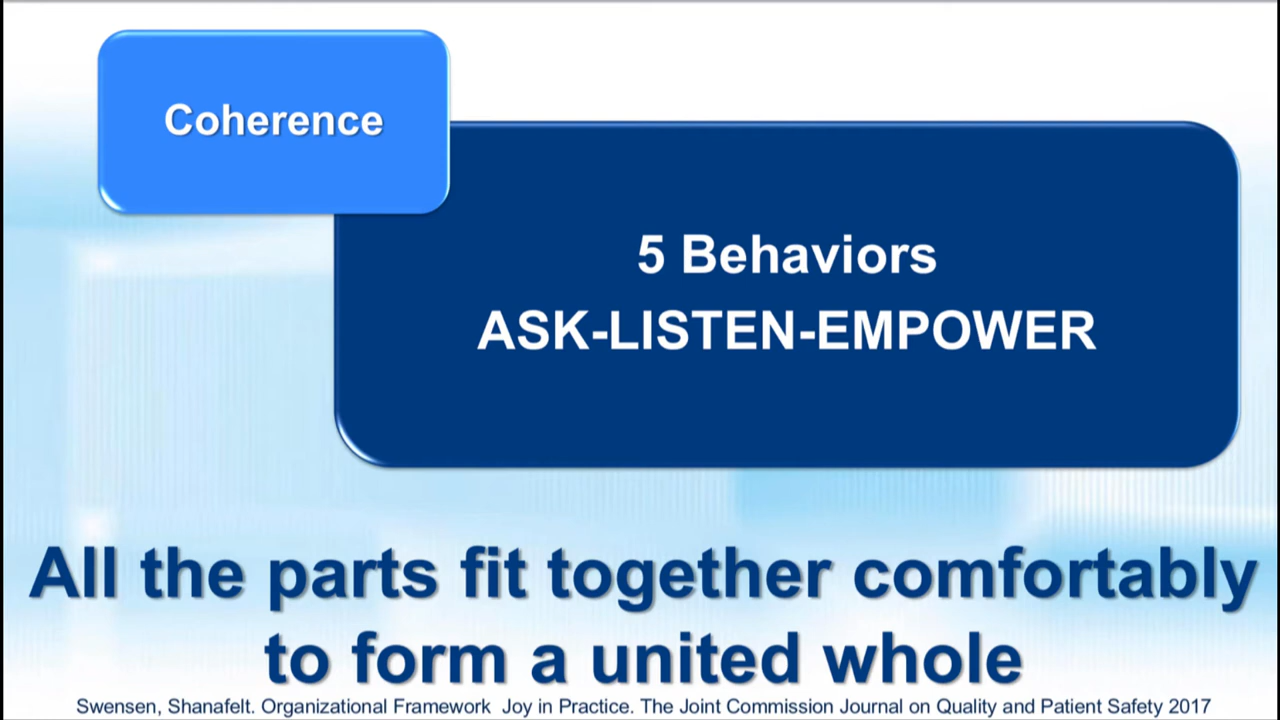 Coherence
5 Behaviors
ASK-LISTEN-EMPOWER
All the parts fit together comfortably
to form a united whole
Swensen, Shanafelt. Organizational Framework  Joy in Practice. The Joint Commission Journal on Quality and Patient Safety 2017